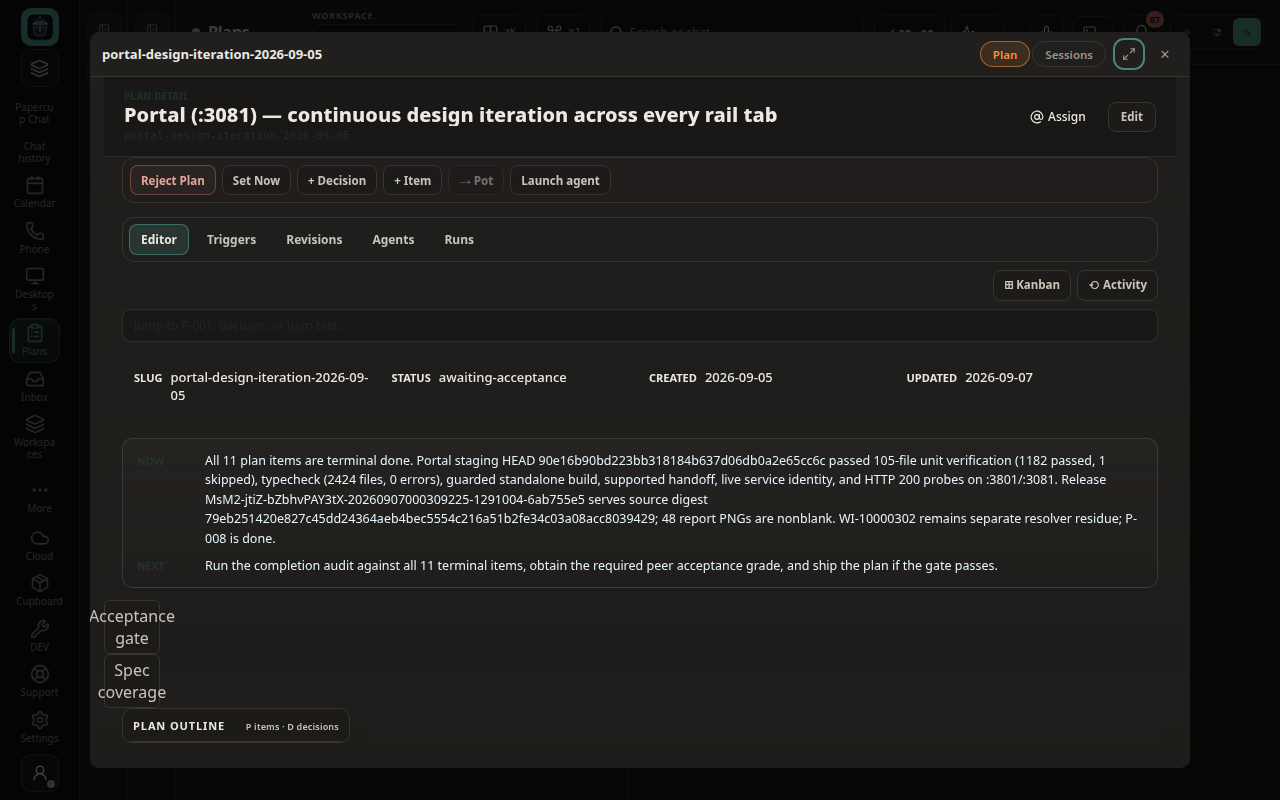 WORKSPACE
Plans
Search or chat
87
portal-design-iteration-2026-09-05
Plan
Sessions
PLAN DETAIL
Portal (:3081) — continuous design iteration across every rail tab
portal-design-iteration-2026-09-05
@ Assign
Edit
Reject Plan
Set Now
+ Decision
+ Item
→ Pot
Launch agent
Editor
Triggers
Revisions
Agents
Runs
Kanban
Activity
Jump to P-001, decision, or item text...
SLUG portal-design-iteration-2026-09-
05
STATUS awaiting-acceptance
CREATED 2026-09-05
UPDATED 2026-09-07
NOW
All 11 plan items are terminal done. Portal staging HEAD 90e16b90bd223bb318184b637d06db0a2e65cc6c passed 105-file unit verification (1182 passed, 1
skipped), typecheck (2424 files, 0 errors), guarded standalone build, supported handoff, live service identity, and HTTP 200 probes on :3801/:3081. Release
MsM2-jtiZ-bZbhvPAY3tX-20260907000309225-1291004-6ab755e5 serves source digest
79eb251420e827c45dd24364aeb4bec5554c216a51b2fe34c03a08acc8039429; 48 report PNGs are nonblank. WI-10000302 remains separate resolver residue; P-
008 is done.
NEXT
Run the completion audit against all 11 terminal items, obtain the required peer acceptance grade, and ship the plan if the gate passes.
Acceptance
gate
Spec
coverage
PLAN OUTLINE
P items · D decisions
Papercu
p Chat
Chat
history
Calendar
Phone
Desktop
s
Plans
Inbox
Workspa
ces
More
Cloud
Cupboard
DEV
Support
Settings